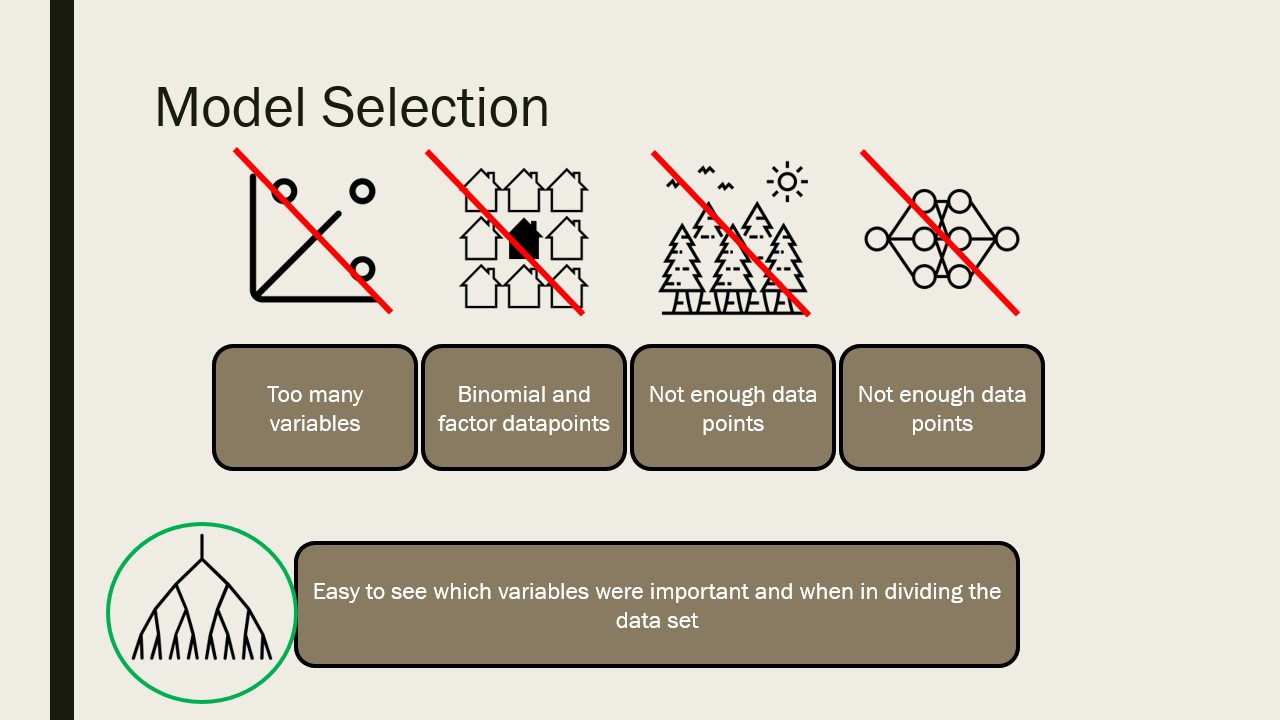 Model Selection
Too many
variables
Binomial and
factor datapoints
Not enough data
points
Not enough data
points
Easy to see which variables were important and when in dividing the
data set